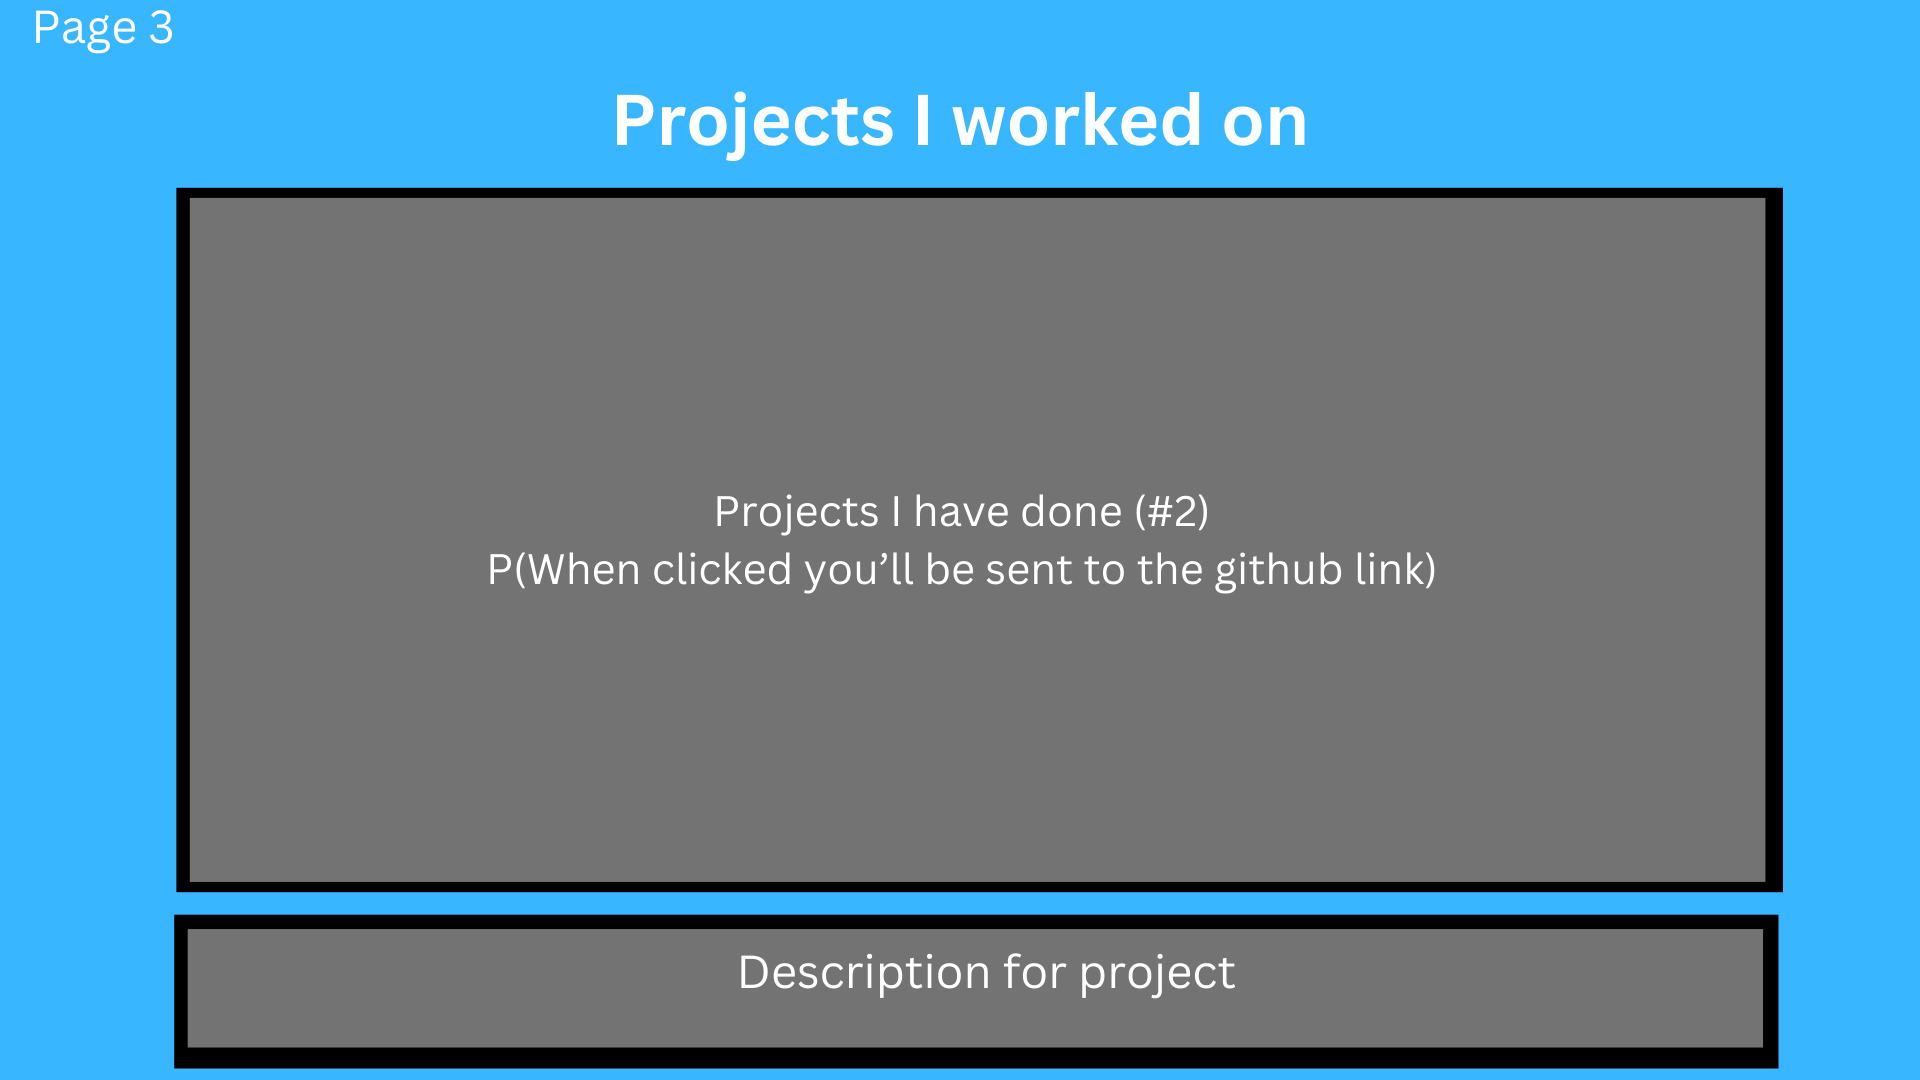 Page 3
Projects I worked on
Projects I have done (#2)
P(When clicked you’ll be sent to the github link)
Description for project